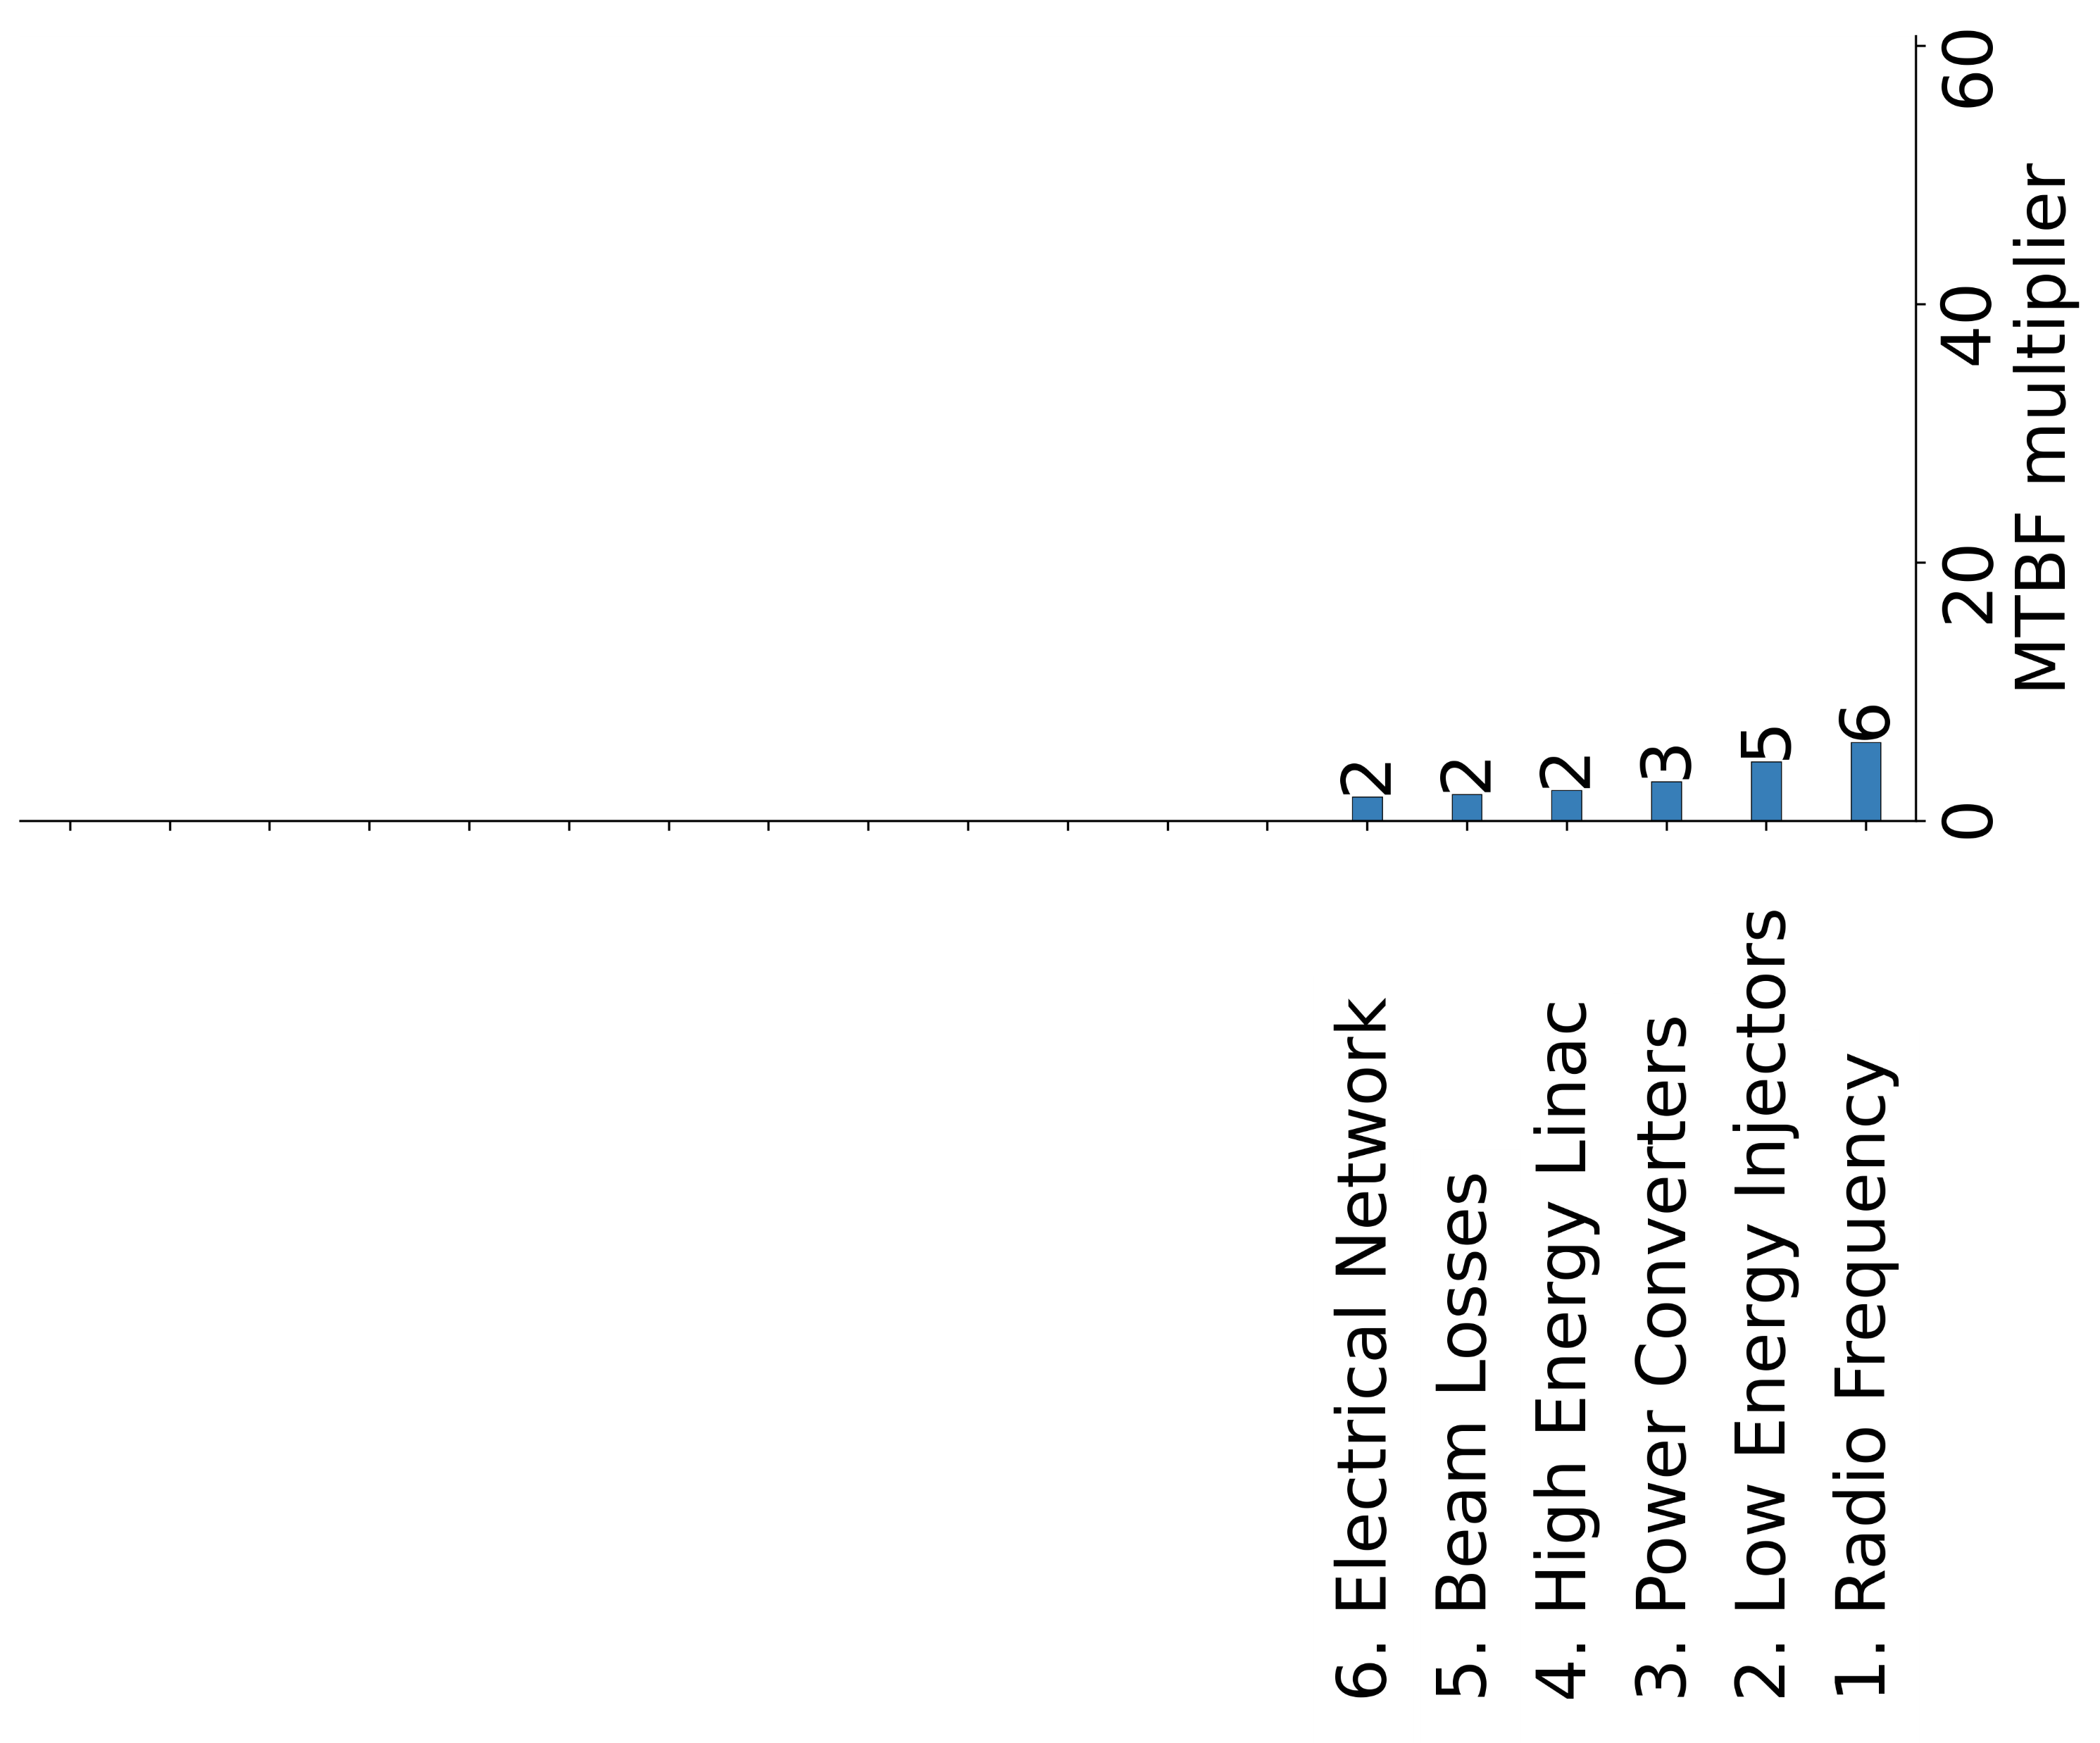 6. Electrical Network 2
5. Beam Losses 2
4. High Energy Linac 2
3. Power Converters 3
2. Low Energy Injectors 5
1. Radio Frequency 6
0 20 40 60
MTBF multiplier